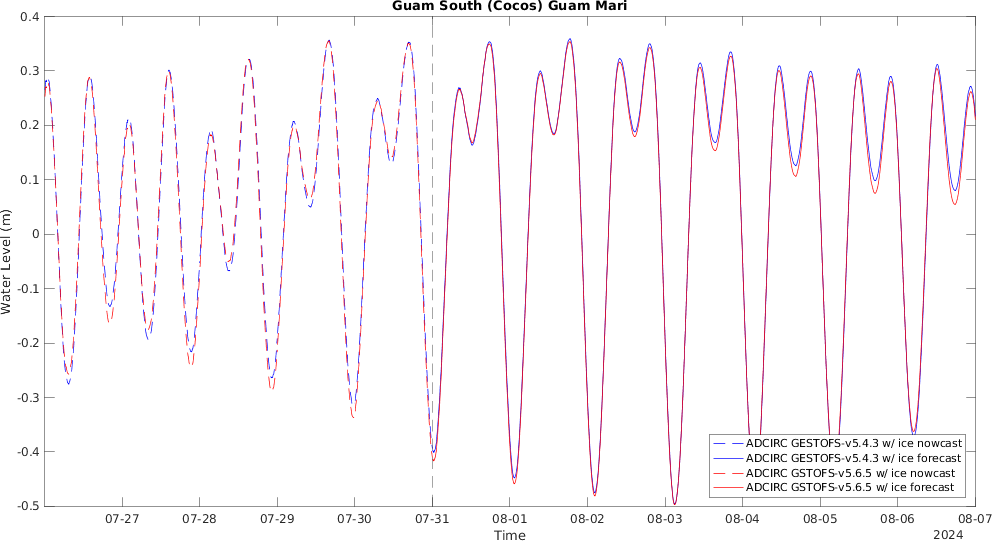 Guam South (Cocos) Guam Mari
0.4
0.3
0.2
0.1
0
-0.1
-0.2
-0.3
-0.4
-0.5
Water Level (m)
ADCIRC GESTOFS-v5.4.3 w/ ice nowcast
ADCIRC GESTOFS-v5.4.3 w/ ice forecast
ADCIRC GSTOFS-v5.6.5 w/ ice nowcast
ADCIRC GSTOFS-v5.6.5 w/ ice forecast
07-27 07-28 07-29 07-30 07-31 08-01 08-02 08-03 08-04 08-05 08-06 08-07
Time
2024